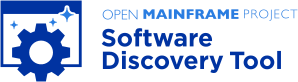 OPEN MAINFRAME PROJECT
Software
Discovery Tool